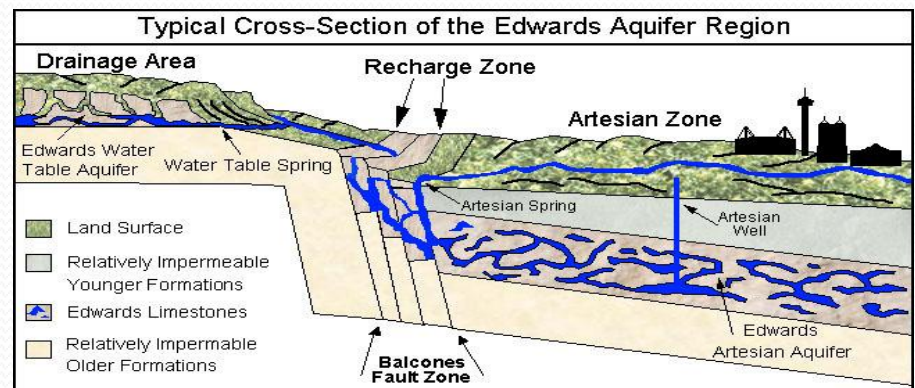 Typical Cross-Section of the Edwards Aquifer Region
Drainage Area
Recharge Zone
Artesian Zone
Edwards Water
Table Aquifer
Water Table Spring
Artesian Spring
Artesian
Well
Land Surface
Relatively Impermeable
Younger Formations
Edwards Limestones
Relatively Impermable
Older Formations
Balcones
Fault Zone
Edwards
Artesian Aquifer